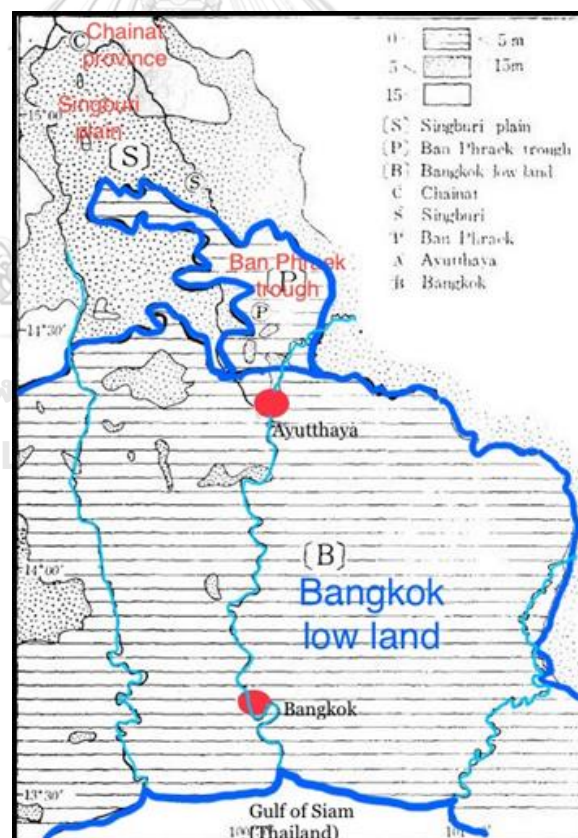 Chainat
province
C
0 5 m
5 15m
15
Singburi
plain
15°00'
[S]
[S] Singburi plain
[P] Ban Phraek trough
[B] Bangkok low land
C Chainat
S Singburi
P Ban Phraek
A Ayutthaya
B Bangkok
S
Ban Phraek
[P]
trough
P
14°30'
Ayutthaya
[B]
14°00'
Bangkok
low land
Bangkok
13°30'
Gulf of Siam
(Thailand)